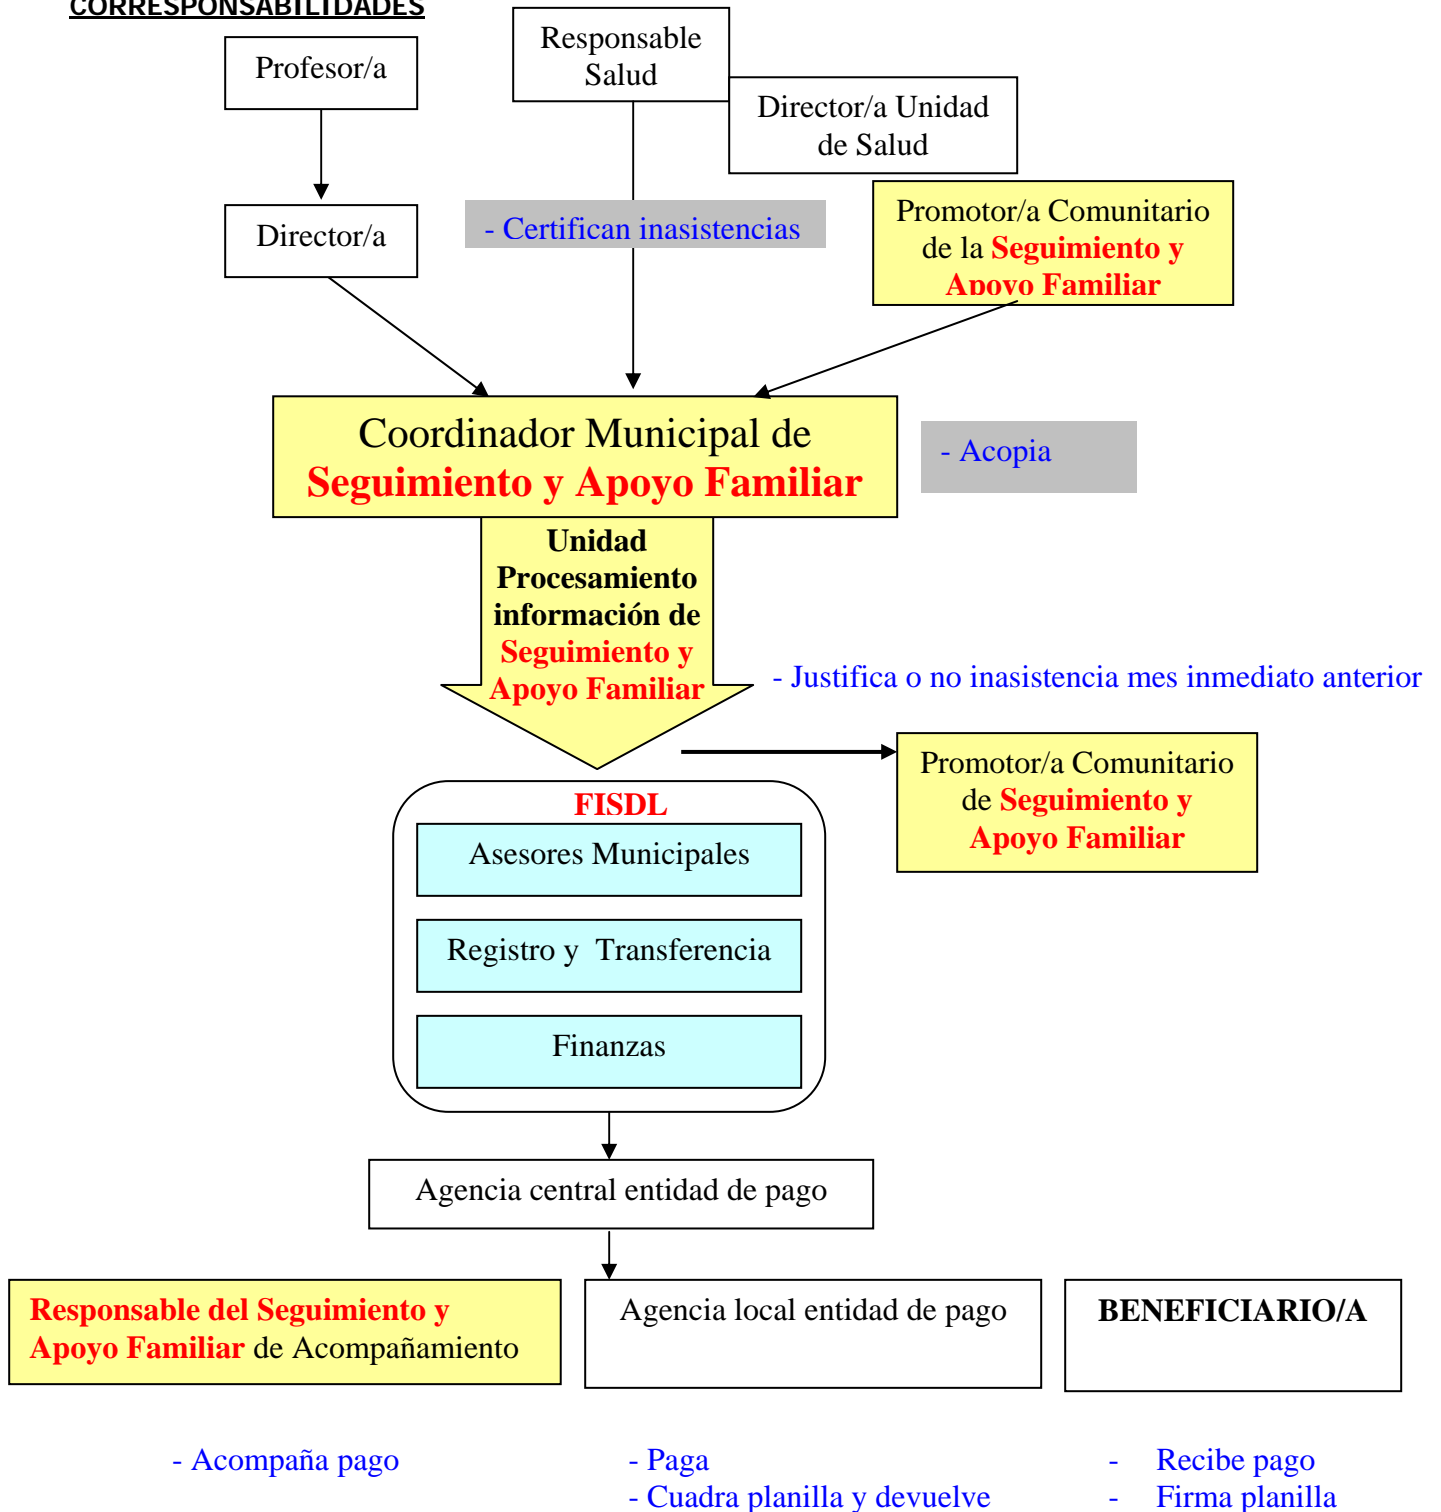 CORRESPONSABILIDADES
Profesor/a
Responsable
Salud
Director/a Unidad
de Salud
Director/a
- Certifican inasistencias
Promotor/a Comunitario
de la Seguimiento y
Apoyo Familiar
Coordinador Municipal de
Seguimiento y Apoyo Familiar
- Acopia
Unidad
Procesamiento
información de
Seguimiento y
Apoyo Familiar
- Justifica o no inasistencia mes inmediato anterior
Promotor/a Comunitario
de Seguimiento y
Apoyo Familiar
FISDL
Asesores Municipales
Registro y Transferencia
Finanzas
Agencia central entidad de pago
Responsable del Seguimiento y
Apoyo Familiar de Acompañamiento
Agencia local entidad de pago
BENEFICIARIO/A
- Acompaña pago
- Paga
- Cuadra planilla y devuelve
- Recibe pago
- Firma planilla